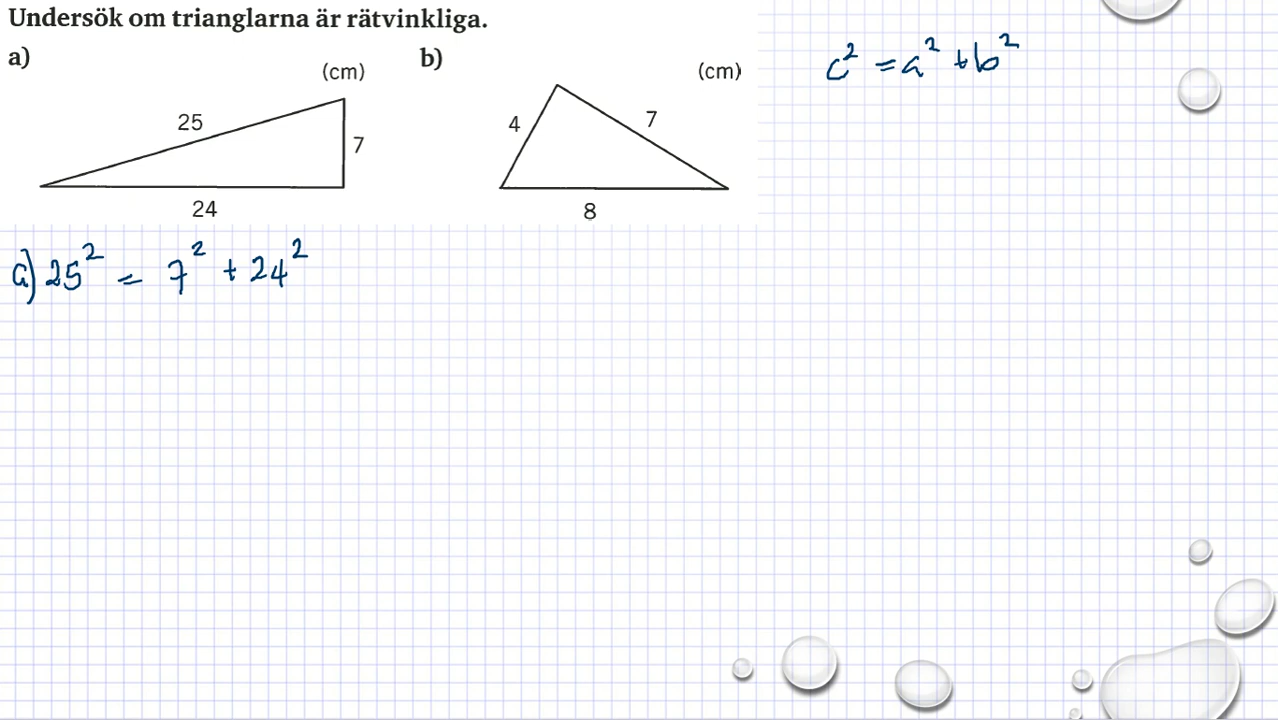 Undersök om trianglarna är rätvinkliga.
a)
(cm)
25
7
24
b)
(cm)
4
7
8
c² = a² + b²
a) 25² = 7² + 24²